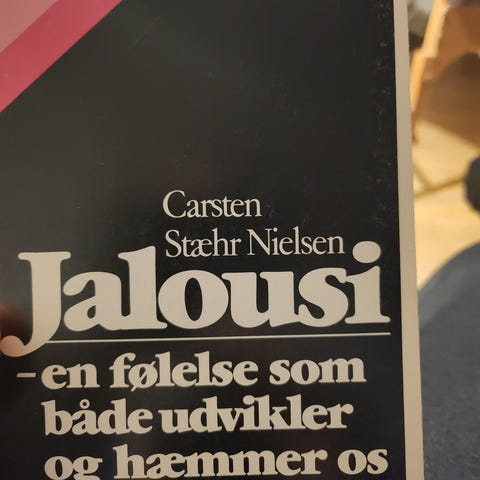 Carsten
Stæhr Nielsen
Jalousi
-en følelse som
både udvikler
og hæmmer os